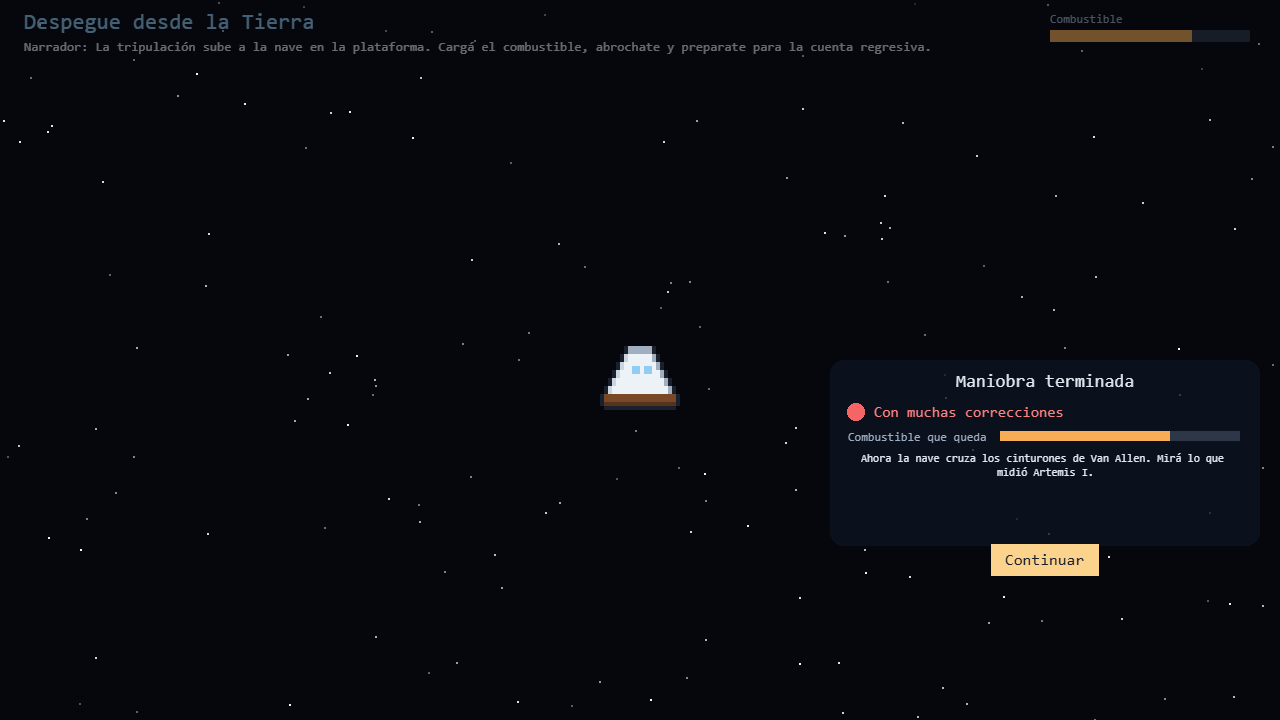 Despegue desde la Tierra
Narrador: La tripulación sube a la nave en la plataforma. Cargá el combustible, abrochate y preparate para la cuenta regresiva.
Combustible
Maniobra terminada
Con muchas correcciones
Combustible que queda
Ahora la nave cruza los cinturones de Van Allen. Mirá lo que
midió Artemis I.
Continuar